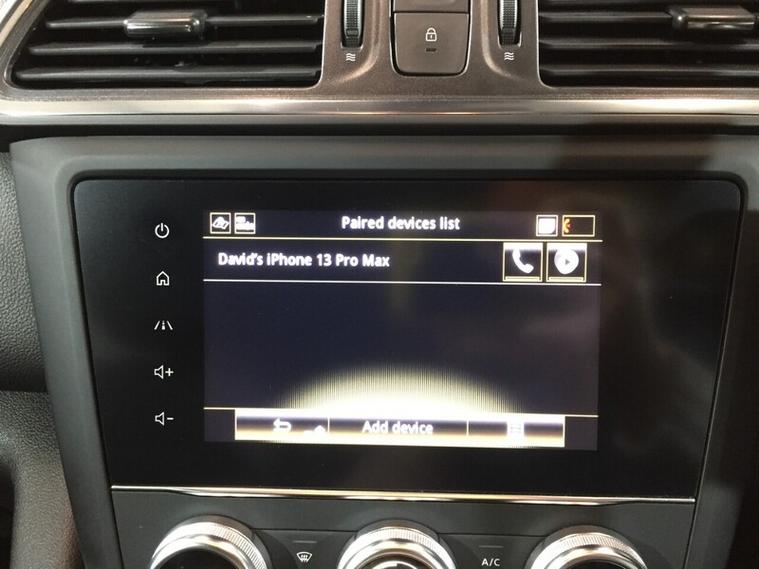 Paired devices list
David's iPhone 13 Pro Max
Add device
A/C